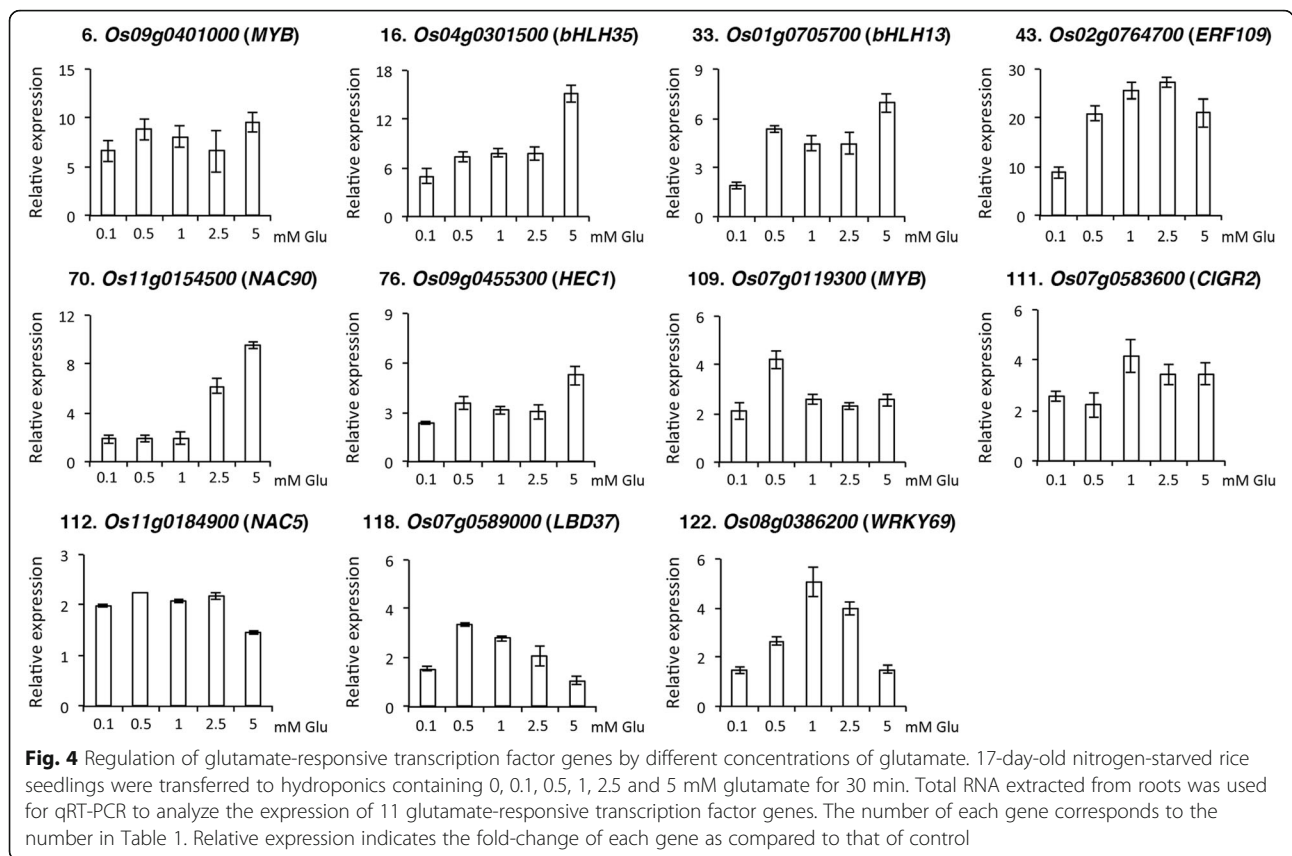 6. Os09g0401000 (MYB)
16. Os04g0301500 (bHLH35)
33. Os01g0705700 (bHLH13)
43. Os02g0764700 (ERF109)
Relative expression
15
10
5
0
0.1 0.5 1 2.5 5 mM Glu
Relative expression
18
12
6
0
0.1 0.5 1 2.5 5 mM Glu
Relative expression
9
6
3
0
0.1 0.5 1 2.5 5 mM Glu
Relative expression
30
20
10
0
0.1 0.5 1 2.5 5 mM Glu
70. Os11g0154500 (NAC90)
76. Os09g0455300 (HEC1)
109. Os07g0119300 (MYB)
111. Os07g0583600 (CIGR2)
Relative expression
12
8
4
0
0.1 0.5 1 2.5 5 mM Glu
Relative expression
9
6
3
0
0.1 0.5 1 2.5 5 mM Glu
Relative expression
6
4
2
0
0.1 0.5 1 2.5 5 mM Glu
Relative expression
6
4
2
0
0.1 0.5 1 2.5 5 mM Glu
112. Os11g0184900 (NAC5)
118. Os07g0589000 (LBD37)
122. Os08g0386200 (WRKY69)
Relative expression
3
2
1
0
0.1 0.5 1 2.5 5 mM Glu
Relative expression
6
4
2
0
0.1 0.5 1 2.5 5 mM Glu
Relative expression
6
4
2
0
0.1 0.5 1 2.5 5 mM Glu
Fig. 4 Regulation of glutamate-responsive transcription factor genes by different concentrations of glutamate. 17-day-old nitrogen-starved rice
seedlings were transferred to hydroponics containing 0, 0.1, 0.5, 1, 2.5 and 5 mM glutamate for 30 min. Total RNA extracted from roots was used
for qRT-PCR to analyze the expression of 11 glutamate-responsive transcription factor genes. The number of each gene corresponds to the
number in Table 1. Relative expression indicates the fold-change of each gene as compared to that of control